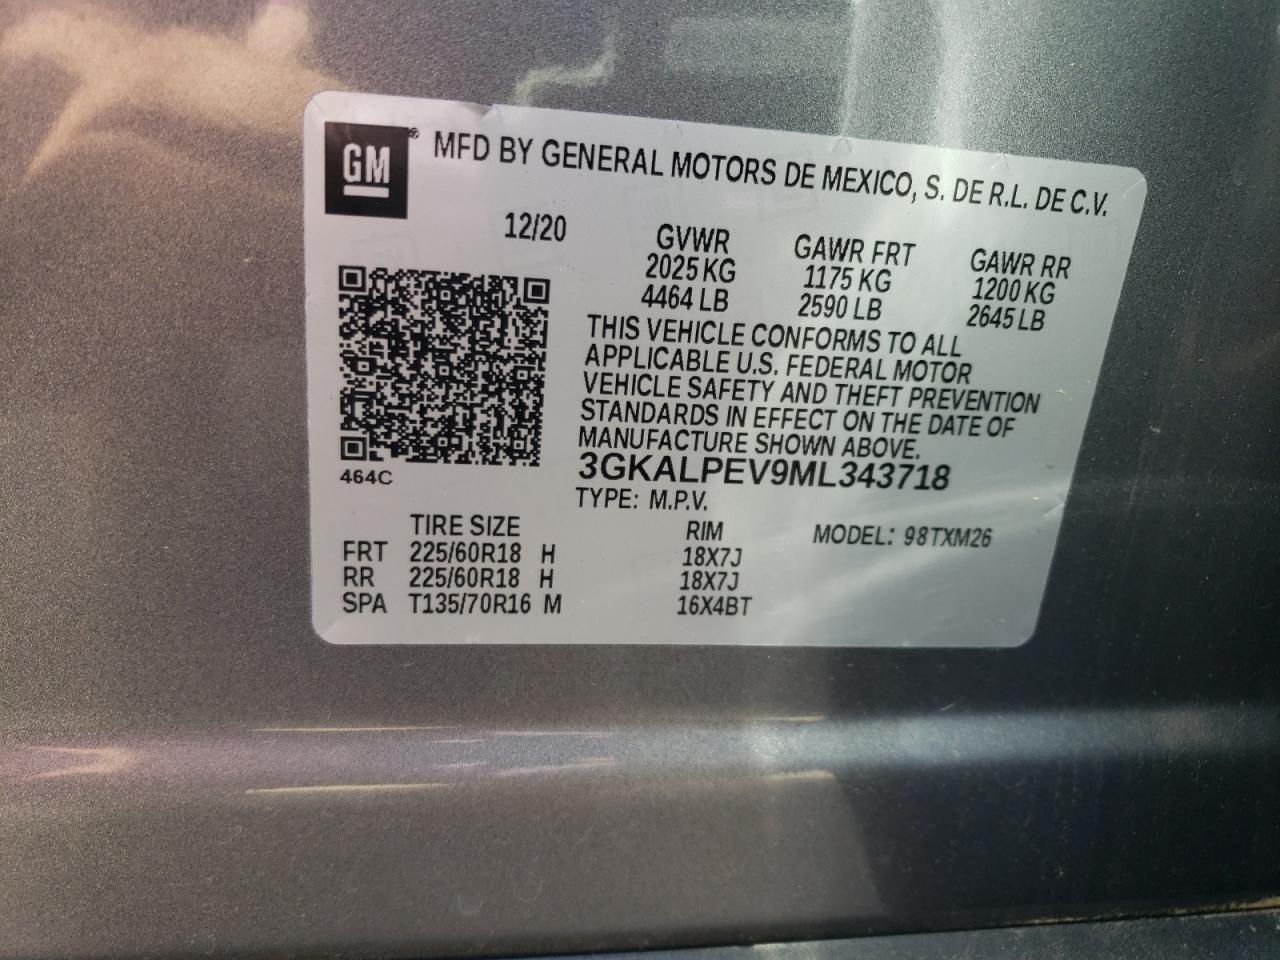 GM® MFD BY GENERAL MOTORS DE MEXICO, S. DE R.L. DE C.V.
12/20
GVWR GAWR FRT GAWR RR
2025 KG 1175 KG 1200 KG
4464 LB 2590 LB 2645 LB
THIS VEHICLE CONFORMS TO ALL
APPLICABLE U.S. FEDERAL MOTOR
VEHICLE SAFETY AND THEFT PREVENTION
STANDARDS IN EFFECT ON THE DATE OF
MANUFACTURE SHOWN ABOVE.
464C
3GKALPEV9ML343718
TYPE: M.P.V.
TIRE SIZE RIM MODEL: 98TXM26
FRT 225/60R18 H 18X7J
RR 225/60R18 H 18X7J
SPA T135/70R16 M 16X4BT